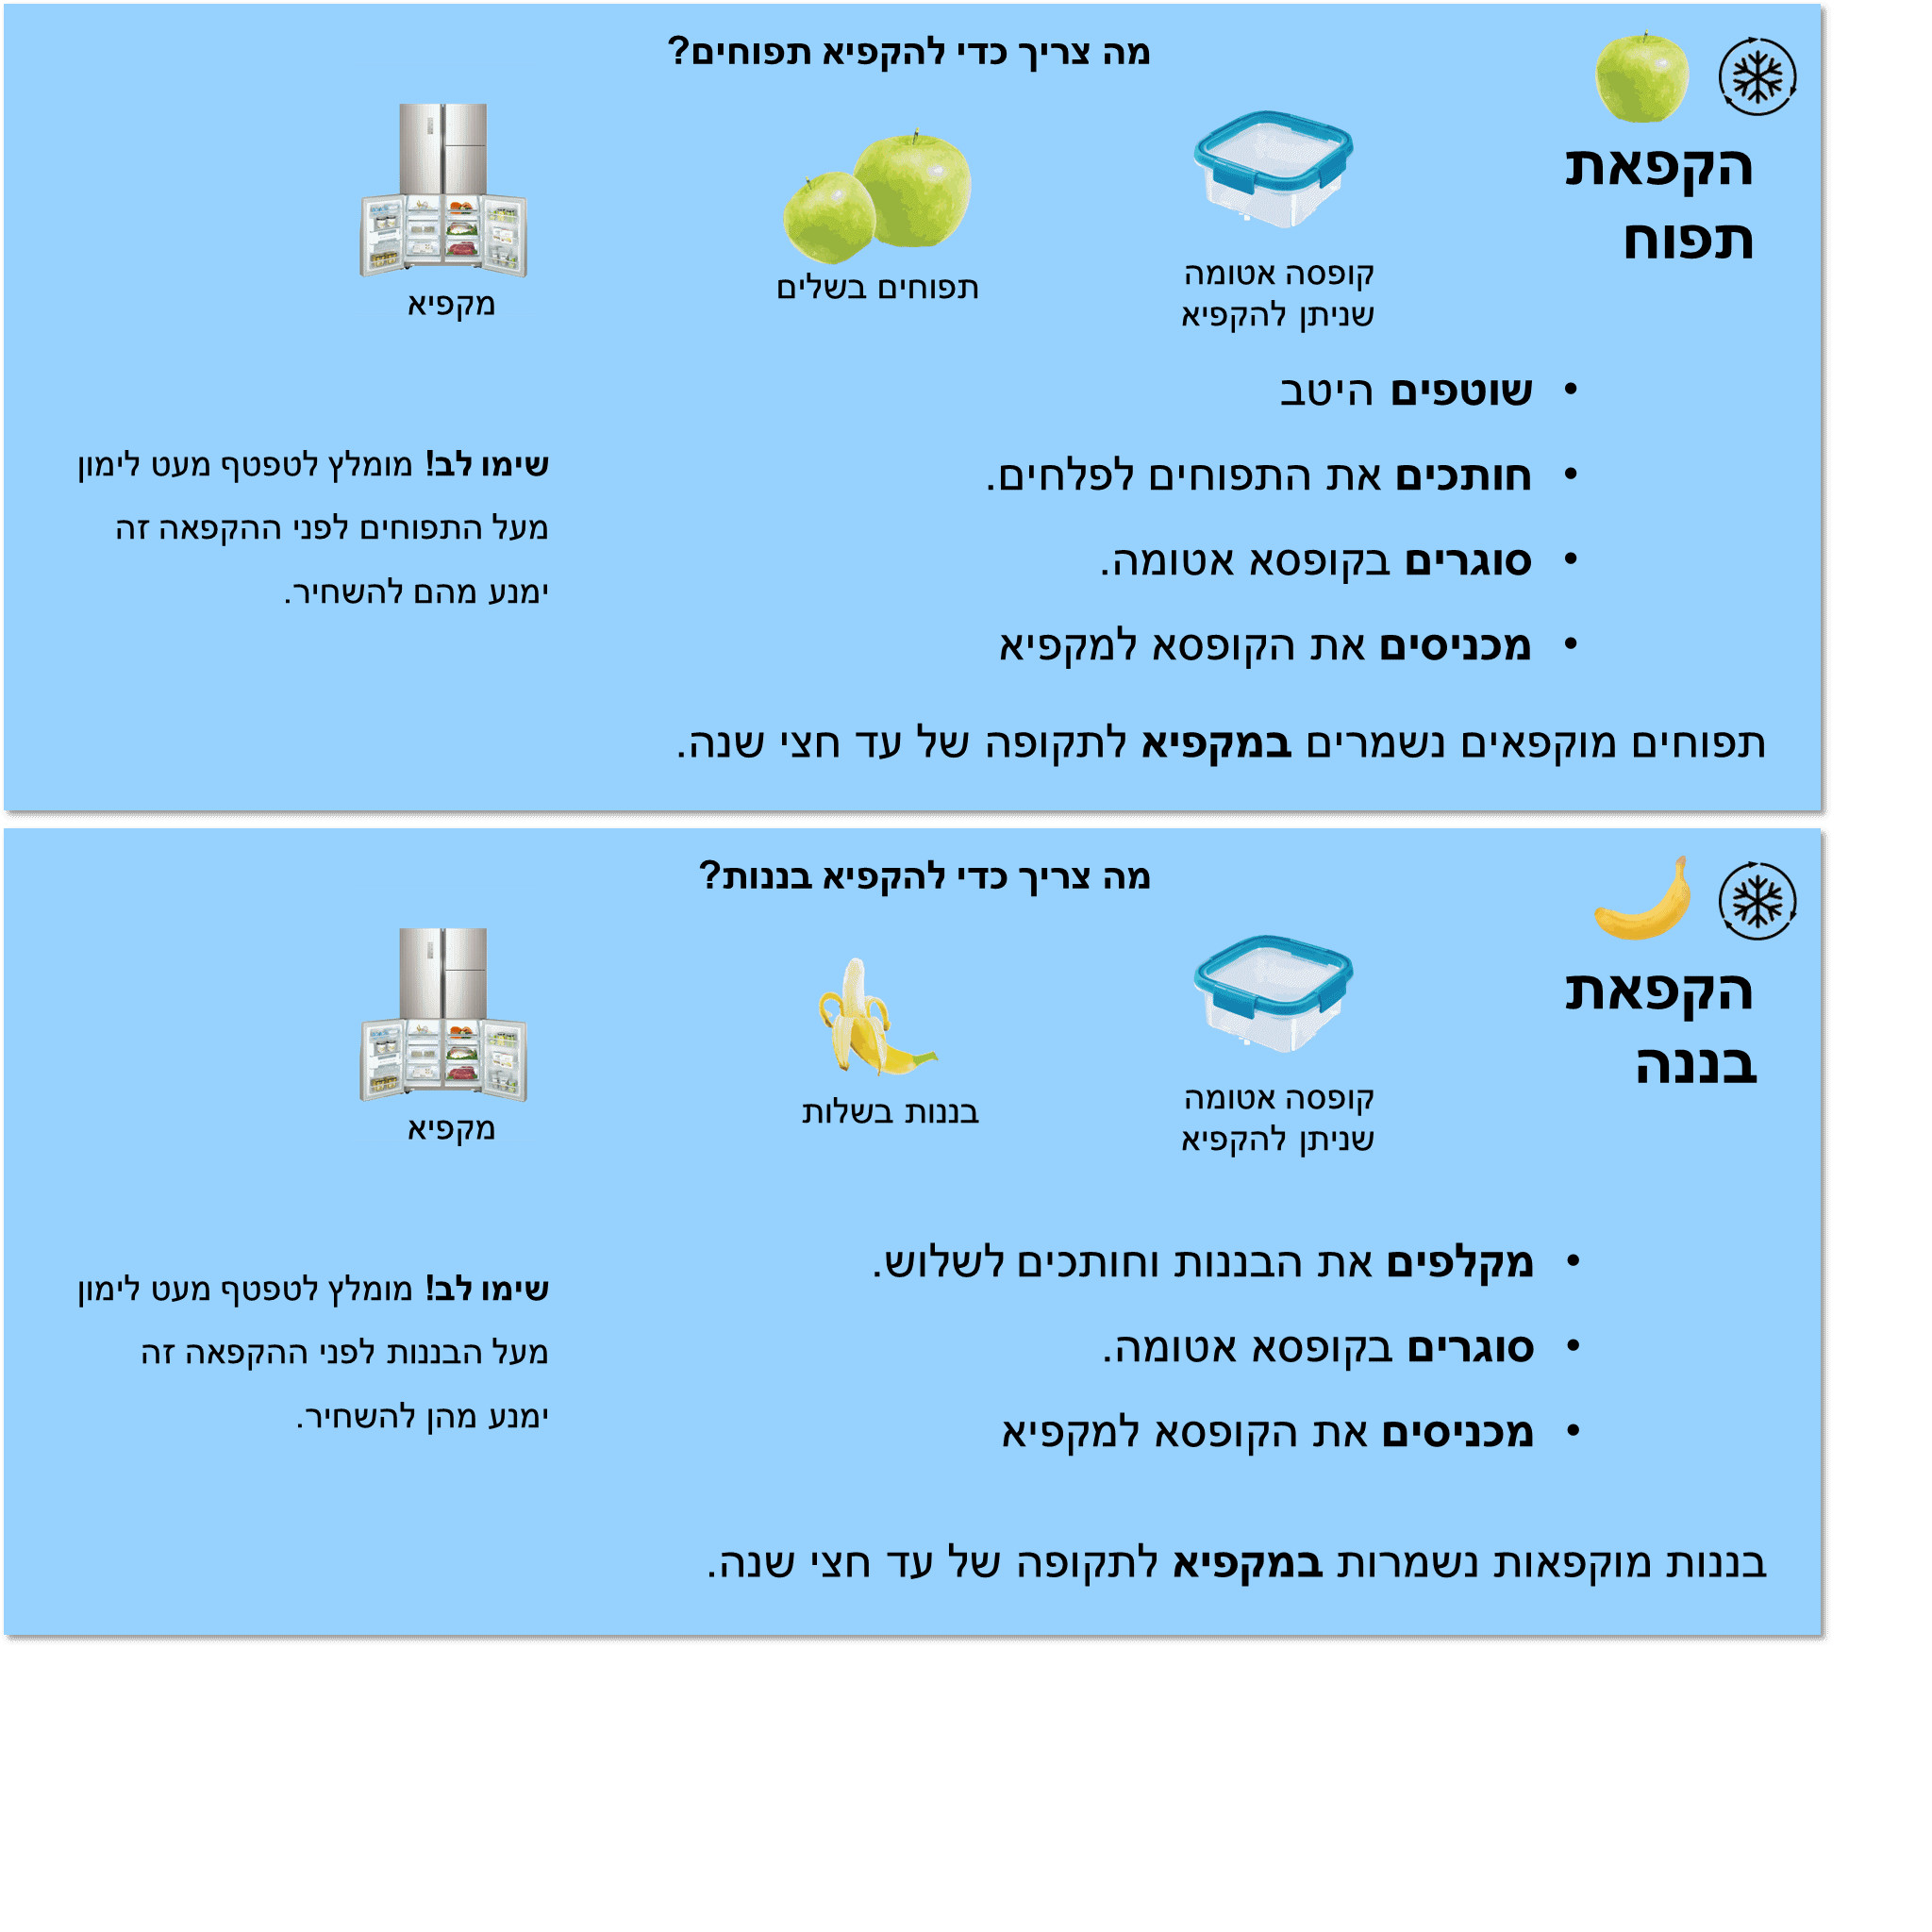 הקפאת
תפוח
מה צריך כדי להקפיא תפוחים?
קופסה אטומה
שניתן להקפיא
תפוחים בשלים
מקפיא
• שוטפים היטב
• חותכים את התפוחים לפלחים.
• סוגרים בקופסא אטומה.
• מכניסים את הקופסא למקפיא
שימו לב! מומלץ לטפטף מעט לימון
מעל התפוחים לפני ההקפאה זה
ימנע מהם להשחיר.
תפוחים מוקפאים נשמרים במקפיא לתקופה של עד חצי שנה.
הקפאת
בננה
מה צריך כדי להקפיא בננות?
קופסה אטומה
שניתן להקפיא
בננות בשלות
מקפיא
• מקלפים את הבננות וחותכים לשלוש.
• סוגרים בקופסא אטומה.
• מכניסים את הקופסא למקפיא
שימו לב! מומלץ לטפטף מעט לימון
מעל הבננות לפני ההקפאה זה
ימנע מהן להשחיר.
בננות מוקפאות נשמרות במקפיא לתקופה של עד חצי שנה.